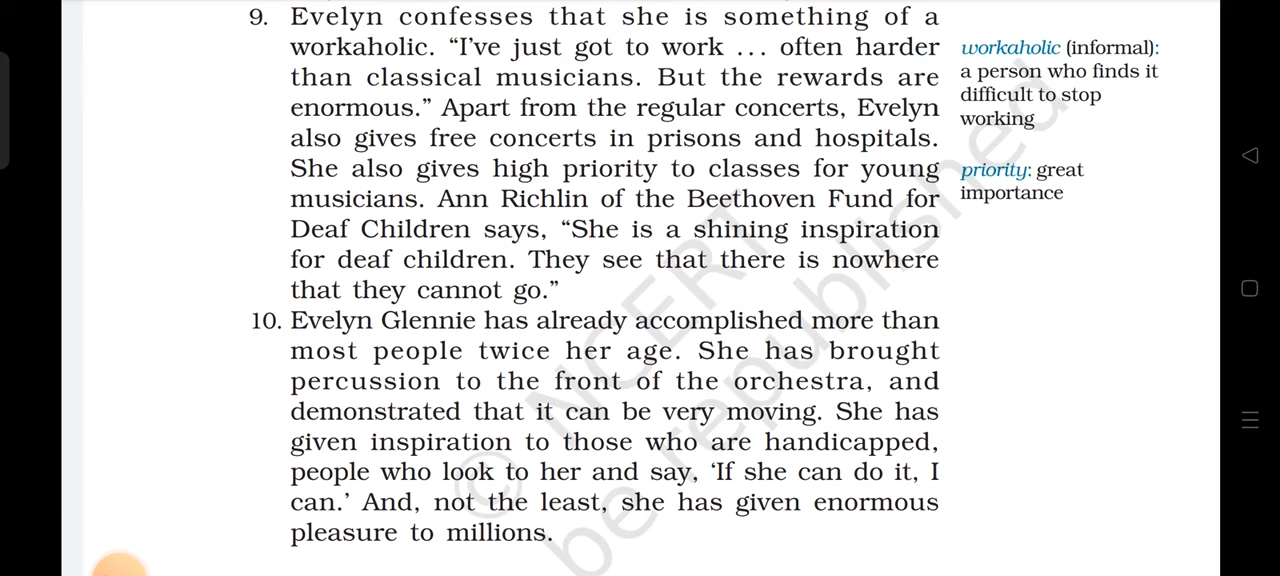 9. Evelyn confesses that she is something of a
workaholic. “I’ve just got to work ... often harder
than classical musicians. But the rewards are
enormous.” Apart from the regular concerts, Evelyn
also gives free concerts in prisons and hospitals.
She also gives high priority to classes for young
musicians. Ann Richlin of the Beethoven Fund for
Deaf Children says, “She is a shining inspiration
for deaf children. They see that there is nowhere
that they cannot go.”
10. Evelyn Glennie has already accomplished more than
most people twice her age. She has brought
percussion to the front of the orchestra, and
demonstrated that it can be very moving. She has
given inspiration to those who are handicapped,
people who look to her and say, ‘If she can do it, I
can.’ And, not the least, she has given enormous
pleasure to millions.
workaholic (informal):
a person who finds it
difficult to stop
working
priority: great
importance
© NCERT
be republished